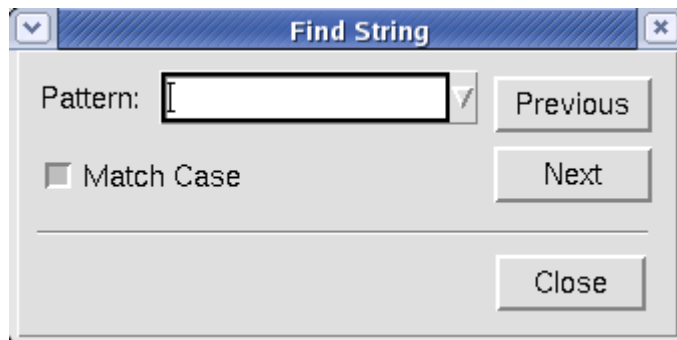 Find String
Pattern:
Previous
Match Case
Next
Close